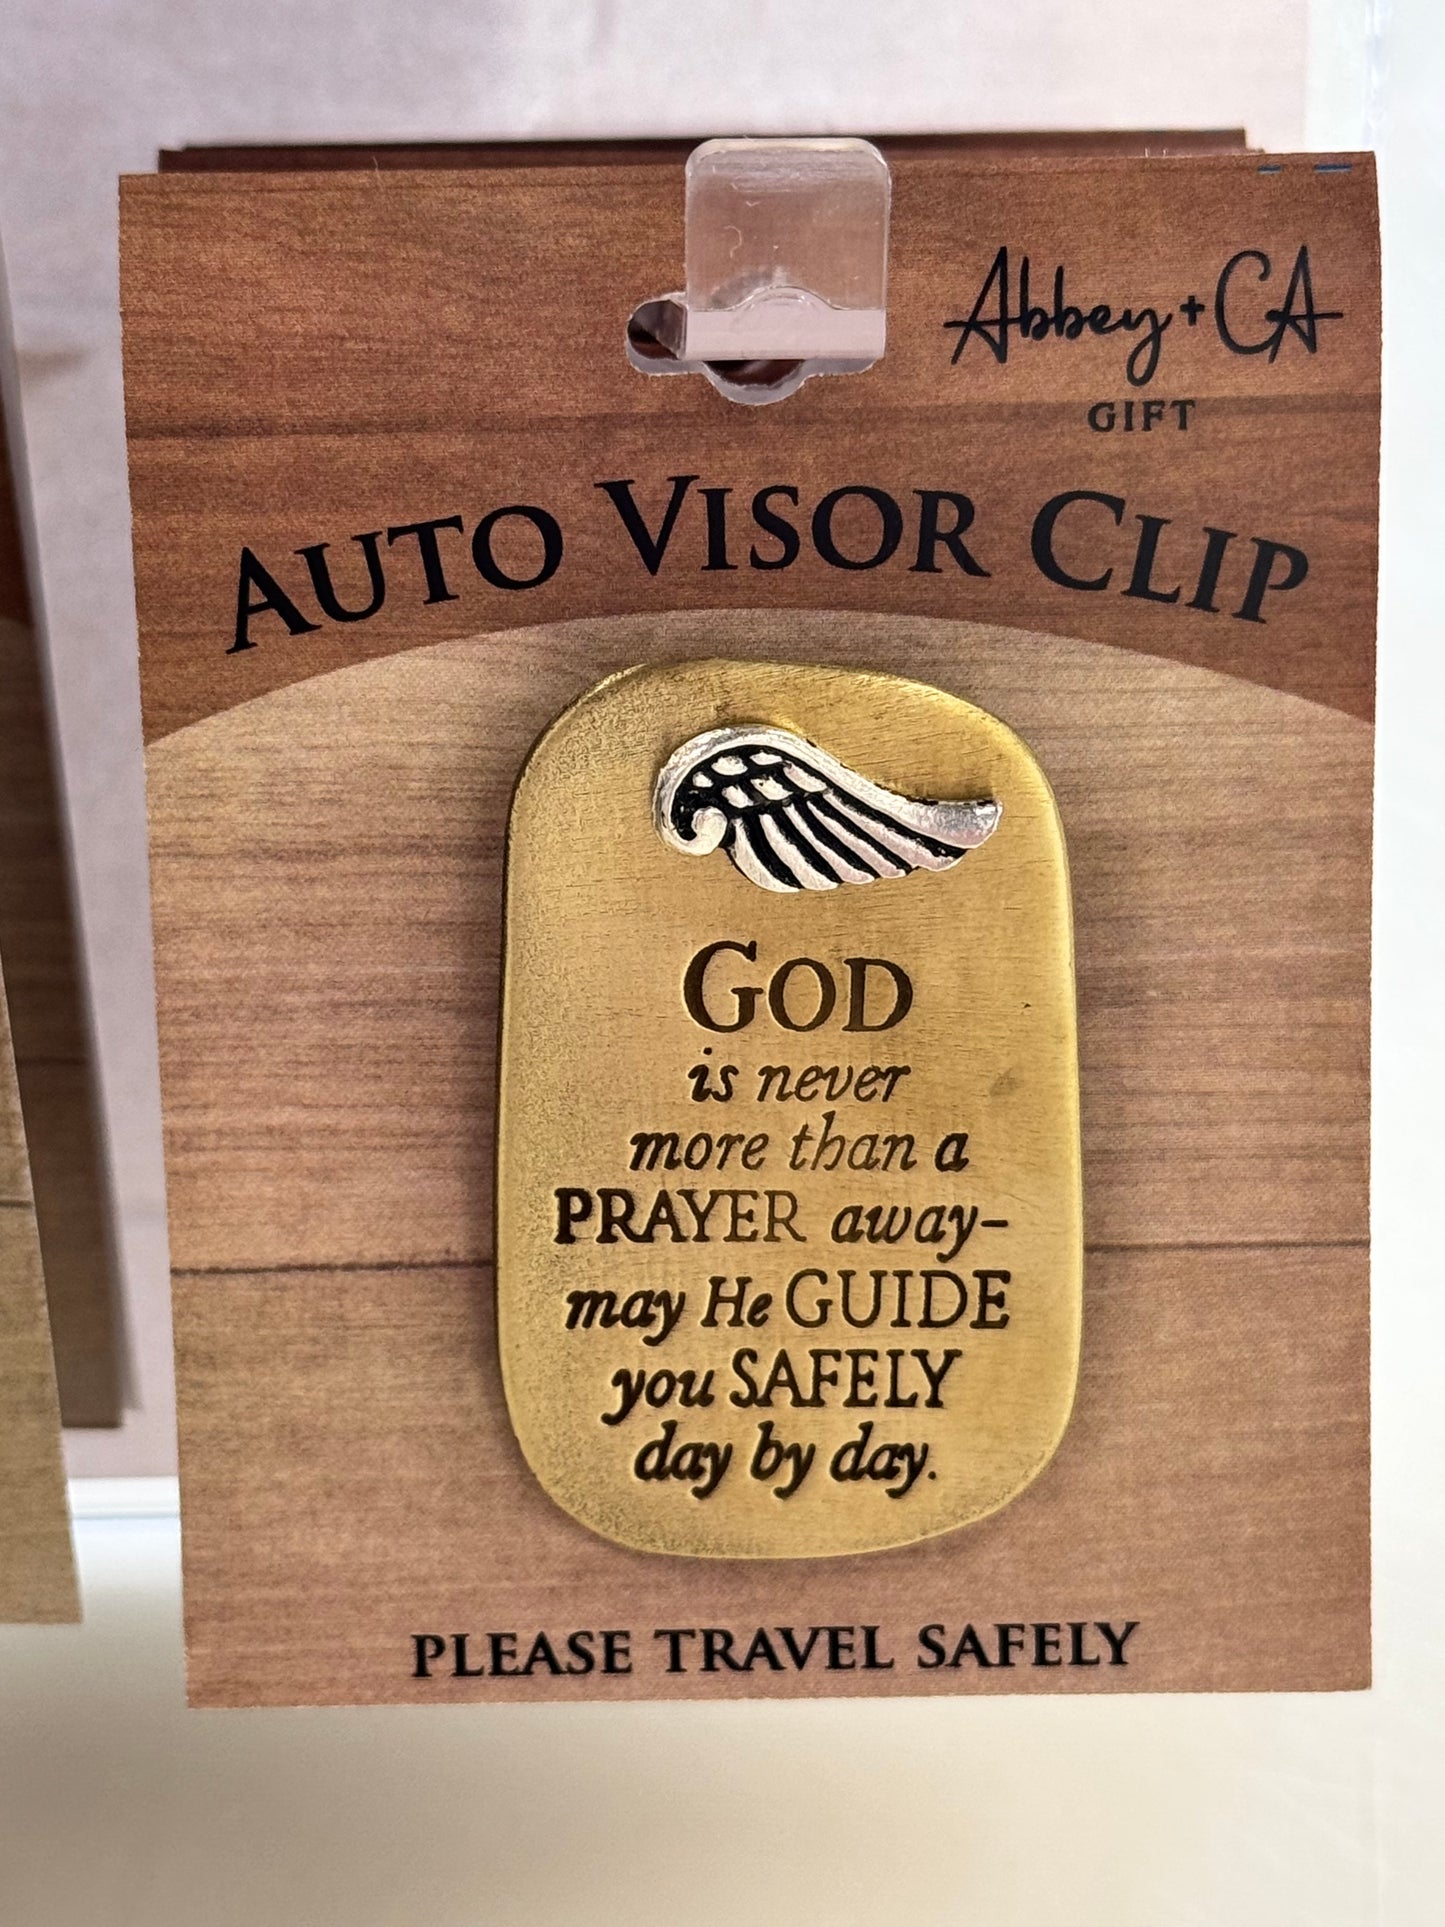 Abbey + CA
GIFT
AUTO VISOR CLIP
GOD
is never
more than a
PRAYER away-
may He GUIDE
you SAFELY
day by day.
PLEASE TRAVEL SAFELY